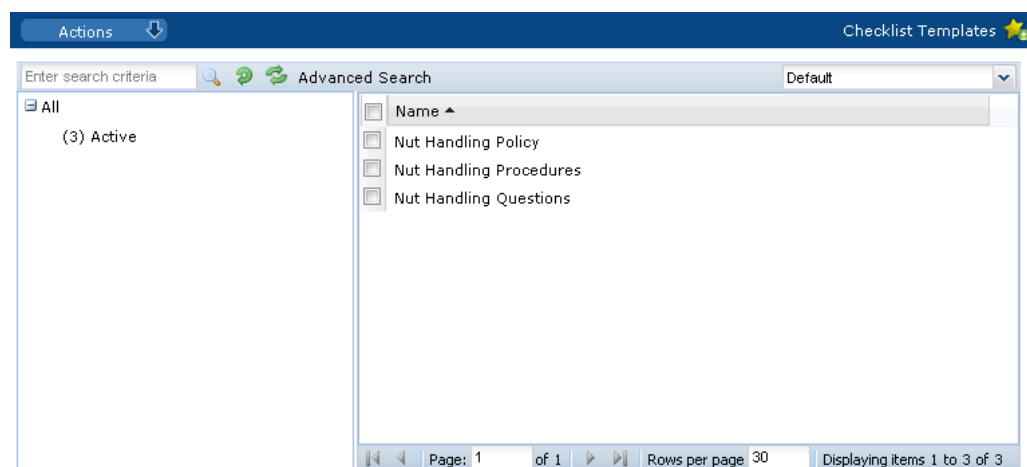 Actions
Checklist Templates
Enter search criteria
Advanced Search
Default
All
(3) Active
Name
Nut Handling Policy
Nut Handling Procedures
Nut Handling Questions
Page: 1 of 1 Rows per page 30 Displaying items 1 to 3 of 3